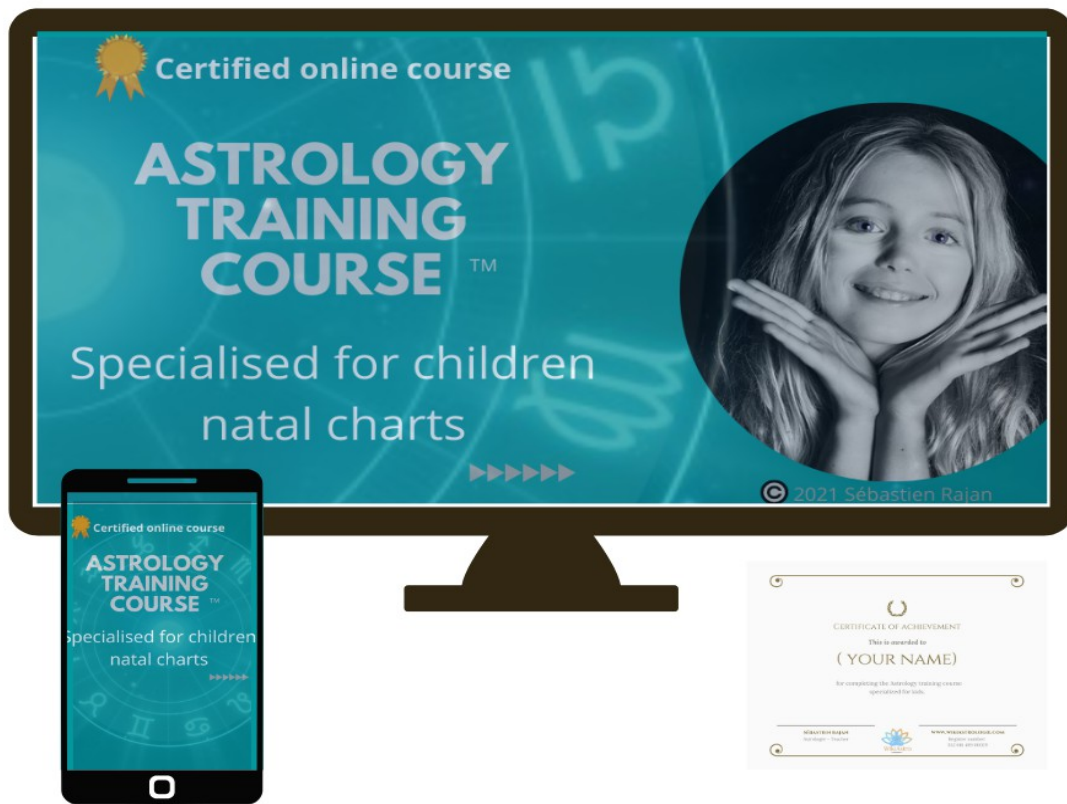 Certified online course
ASTROLOGY
TRAINING
COURSE ™
Specialised for children
natal charts
© 2021 Sébastien Rajan
Certified online course
ASTROLOGY
TRAINING
COURSE ™
Specialised for children
natal charts
CERTIFICATE OF ACHIEVEMENT
This is awarded to
( YOUR NAME)
for completing the Astrology training course
specialized for kids.
SÉBASTIEN RAJAN
Astrologer - Teacher